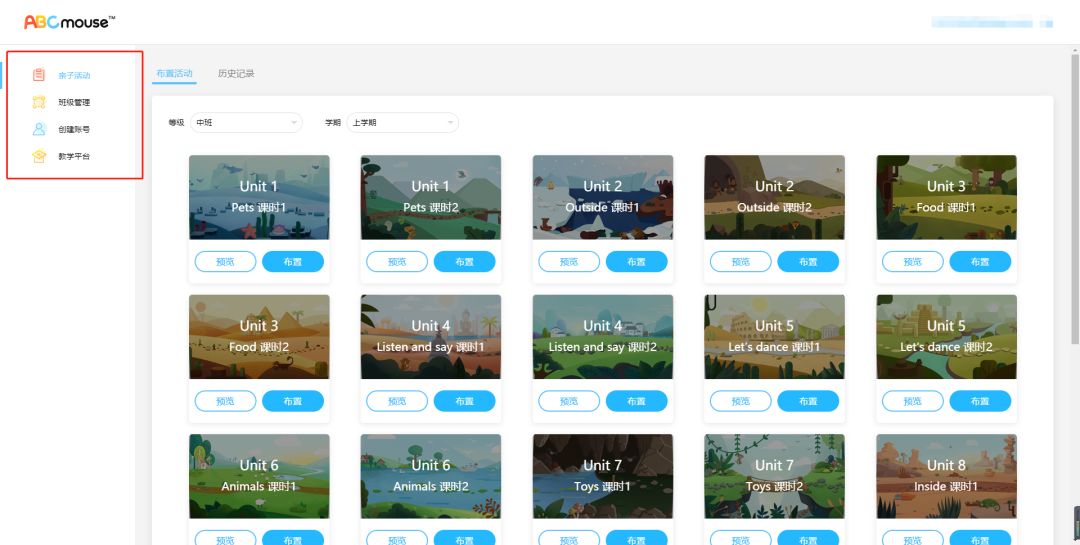 ABCmouse™
亲子活动
班级管理
创建账号
教学平台
布置活动 历史记录
等级 中班 学期 上学期
Unit 1
Pets 课时1
预览 布置
Unit 1
Pets 课时2
预览 布置
Unit 2
Outside 课时1
预览 布置
Unit 2
Outside 课时2
预览 布置
Unit 3
Food 课时1
预览 布置
Unit 3
Food 课时2
预览 布置
Unit 4
Listen and say 课时1
预览 布置
Unit 4
Listen and say 课时2
预览 布置
Unit 5
Let's dance 课时1
预览 布置
Unit 5
Let's dance 课时2
预览 布置
Unit 6
Animals 课时1
预览 布置
Unit 6
Animals 课时2
预览 布置
Unit 7
Toys 课时1
预览 布置
Unit 7
Toys 课时2
预览 布置
Unit 8
Inside 课时1
预览 布置